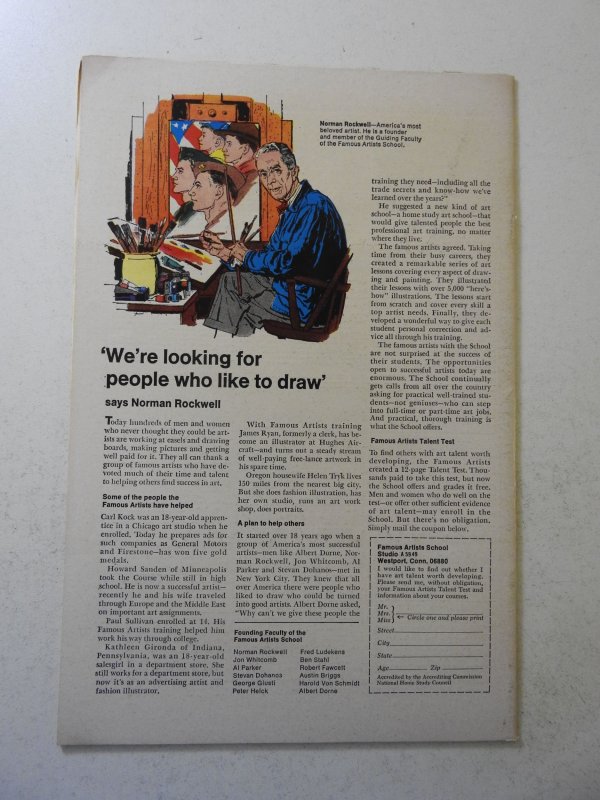 Norman Rockwell—America's most
beloved artist. He is a founder
and member of the Guiding Faculty
of the Famous Artists School.
'We're looking for
people who like to draw'
says Norman Rockwell
Today hundreds of men and women
who never thought they could be art-
ists are working at easels and drawing
boards, making pictures and getting
well paid for it. They all can thank a
group of famous artists who have de-
voted much of their time and talent
to helping others find success in art.
Some of the people the
Famous Artists have helped
Carl Kock was an 18-year-old appren-
tice in a Chicago art studio when he
enrolled. Today he prepares ads for
such companies as General Motors
and Firestone—has won five gold
medals.
Howard Sanden of Minneapolis
took the Course while still in high
school. He is now a successful artist—
recently he and his wife traveled
through Europe and the Middle East
on important art assignments.
Paul Sullivan enrolled at 14. His
Famous Artists training helped him
work his way through college.
Kathleen Gironda of Indiana,
Pennsylvania, was an 18-year-old
salesgirl in a department store. She
still works for a department store, but
now it's as an advertising artist and
fashion illustrator.
With Famous Artists training
James Ryan, formerly a clerk, has be-
come an illustrator at Hughes Air-
craft—and turns out a steady stream
of well-paying free-lance artwork in
his spare time.
Oregon housewife Helen Tryk lives
150 miles from the nearest big city.
But she does fashion illustration, has
her own studio, runs an art work
shop, does portraits.
A plan to help others
It started over 18 years ago when a
group of America's most successful
artists—men like Albert Dorne, Nor-
man Rockwell, Jon Whitcomb, Al
Parker and Stevan Dohanos—met in
New York City. They knew that all
over America there were people who
liked to draw who could be turned
into good artists. Albert Dorne asked,
"Why can't we give these people the
Founding Faculty of the
Famous Artists School
Norman Rockwell
Jon Whitcomb
Al Parker
Stevan Dohanos
George Giusti
Peter Helck
Fred Ludekens
Ben Stahl
Robert Fawcett
Austin Briggs
Harold Von Schmidt
Albert Dorne
training they need—including all the
trade secrets and know-how we've
learned over the years?"
He suggested a new kind of art
school—a home study art school—that
would give talented people the best
professional art training, no matter
where they live.
The famous artists agreed. Taking
time from their busy careers, they
created a remarkable series of art
lessons covering every aspect of draw-
ing and painting. They illustrated
their lessons with over 5,000 "here's-
how" illustrations. The lessons start
from scratch and cover every skill a
top artist needs. Finally, they de-
veloped a wonderful way to give each
student personal correction and ad-
vice all through his training.
The famous artists with the School
are not surprised at the success of
their students. The opportunities
open to successful artists today are
enormous. The School continually
gets calls from all over the country
asking for practical well-trained stu-
dents—not geniuses—who can step
into full-time or part-time art jobs.
And practical, thorough training is
what the School offers.
Famous Artists Talent Test
To find others with art talent worth
developing, the Famous Artists
created a 12-page Talent Test. Thou-
sands paid to take this test, but now
the School offers and grades it free.
Men and women who do well on the
test—or offer other sufficient evidence
of art talent—may enroll in the
School. But there's no obligation.
Simply mail the coupon below.
Famous Artists School
Studio A5649
Westport, Conn. 06880
I would like to find out whether I
have art talent worth developing.
Please send me, without obligation,
your Famous Artists Talent Test and
information about your courses.
Mr.
Mrs. ← Circle one and please print
Miss
Street
City
State
Age Zip
Accredited by the Accrediting Commission
National Home Study Council